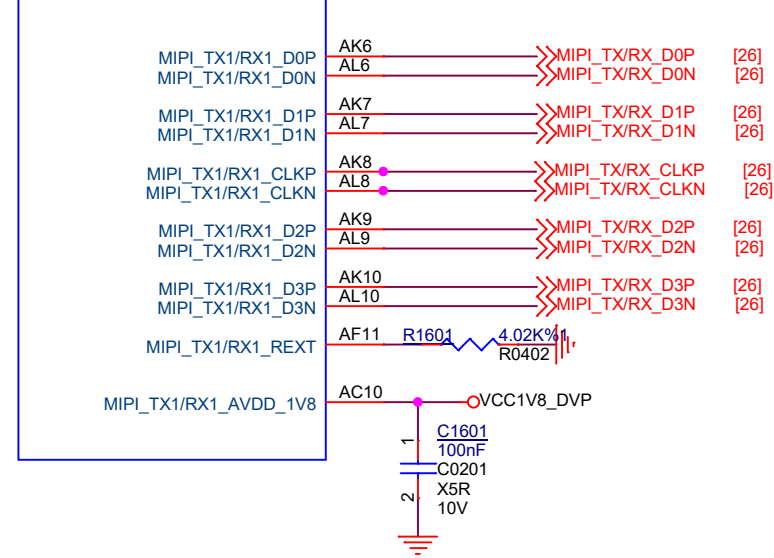 MIPI_TX1/RX1_D0P AK6 MIPI_TX/RX_D0P [26]
MIPI_TX1/RX1_D0N AL6 MIPI_TX/RX_D0N [26]
MIPI_TX1/RX1_D1P AK7 MIPI_TX/RX_D1P [26]
MIPI_TX1/RX1_D1N AL7 MIPI_TX/RX_D1N [26]
MIPI_TX1/RX1_CLKP AK8 MIPI_TX/RX_CLKP [26]
MIPI_TX1/RX1_CLKN AL8 MIPI_TX/RX_CLKN [26]
MIPI_TX1/RX1_D2P AK9 MIPI_TX/RX_D2P [26]
MIPI_TX1/RX1_D2N AL9 MIPI_TX/RX_D2N [26]
MIPI_TX1/RX1_D3P AK10 MIPI_TX/RX_D3P [26]
MIPI_TX1/RX1_D3N AL10 MIPI_TX/RX_D3N [26]
MIPI_TX1/RX1_REXT AF11 R1601 4.02K%1
R0402
MIPI_TX1/RX1_AVDD_1V8 AC10 VCC1V8_DVP
1 C1601
100nF
C0201
2 X5R
10V